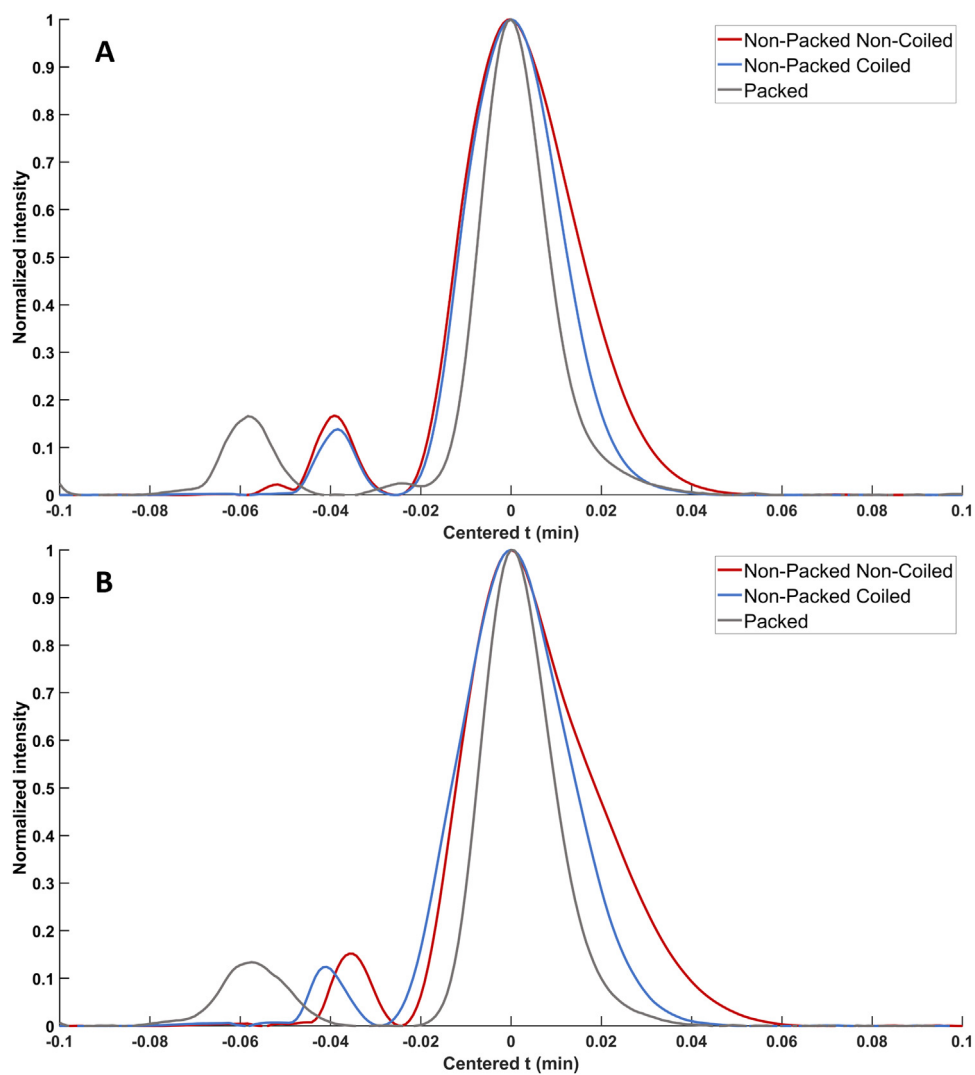 A
Non-Packed Non-Coiled
Non-Packed Coiled
Packed
Normalized intensity
1
0.9
0.8
0.7
0.6
0.5
0.4
0.3
0.2
0.1
0
-0.1 -0.08 -0.06 -0.04 -0.02 0 0.02 0.04 0.06 0.08 0.1
Centered t (min)
B
Non-Packed Non-Coiled
Non-Packed Coiled
Packed
Normalized intensity
1
0.9
0.8
0.7
0.6
0.5
0.4
0.3
0.2
0.1
0
-0.1 -0.08 -0.06 -0.04 -0.02 0 0.02 0.04 0.06 0.08 0.1
Centered t (min)